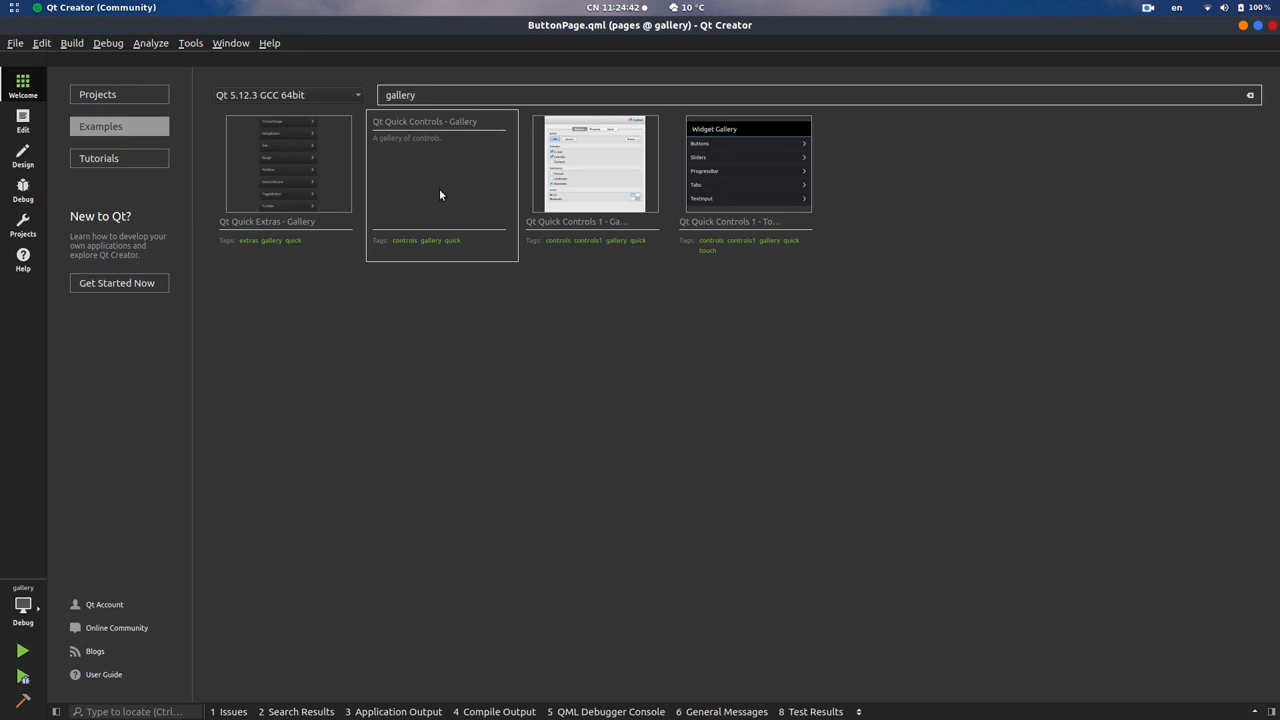 Qt Creator (Community)
CN 11:24:42
10 °C
en
100 %
ButtonPage.qml (pages @ gallery) - Qt Creator
File Edit Build Debug Analyze Tools Window Help
Welcome
Edit
Design
Debug
Projects
Help
gallery
Debug
Projects
Examples
Tutorials
New to Qt?
Learn how to develop your
own applications and
explore Qt Creator.
Get Started Now
Qt Account
Online Community
Blogs
User Guide
Qt 5.12.3 GCC 64bit
gallery
Qt Quick Extras - Gallery
Tags: extras gallery quick
Qt Quick Controls - Gallery
A gallery of controls.
Tags: controls gallery quick
Qt Quick Controls 1 - Ga...
Tags: controls controls1 gallery quick
Widget Gallery
Buttons
Sliders
ProgressBar
Tabs
TextInput
Qt Quick Controls 1 - To...
Tags: controls controls1 gallery quick
touch
Type to locate (Ctrl...
1 Issues 2 Search Results 3 Application Output 4 Compile Output 5 QML Debugger Console 6 General Messages 8 Test Results